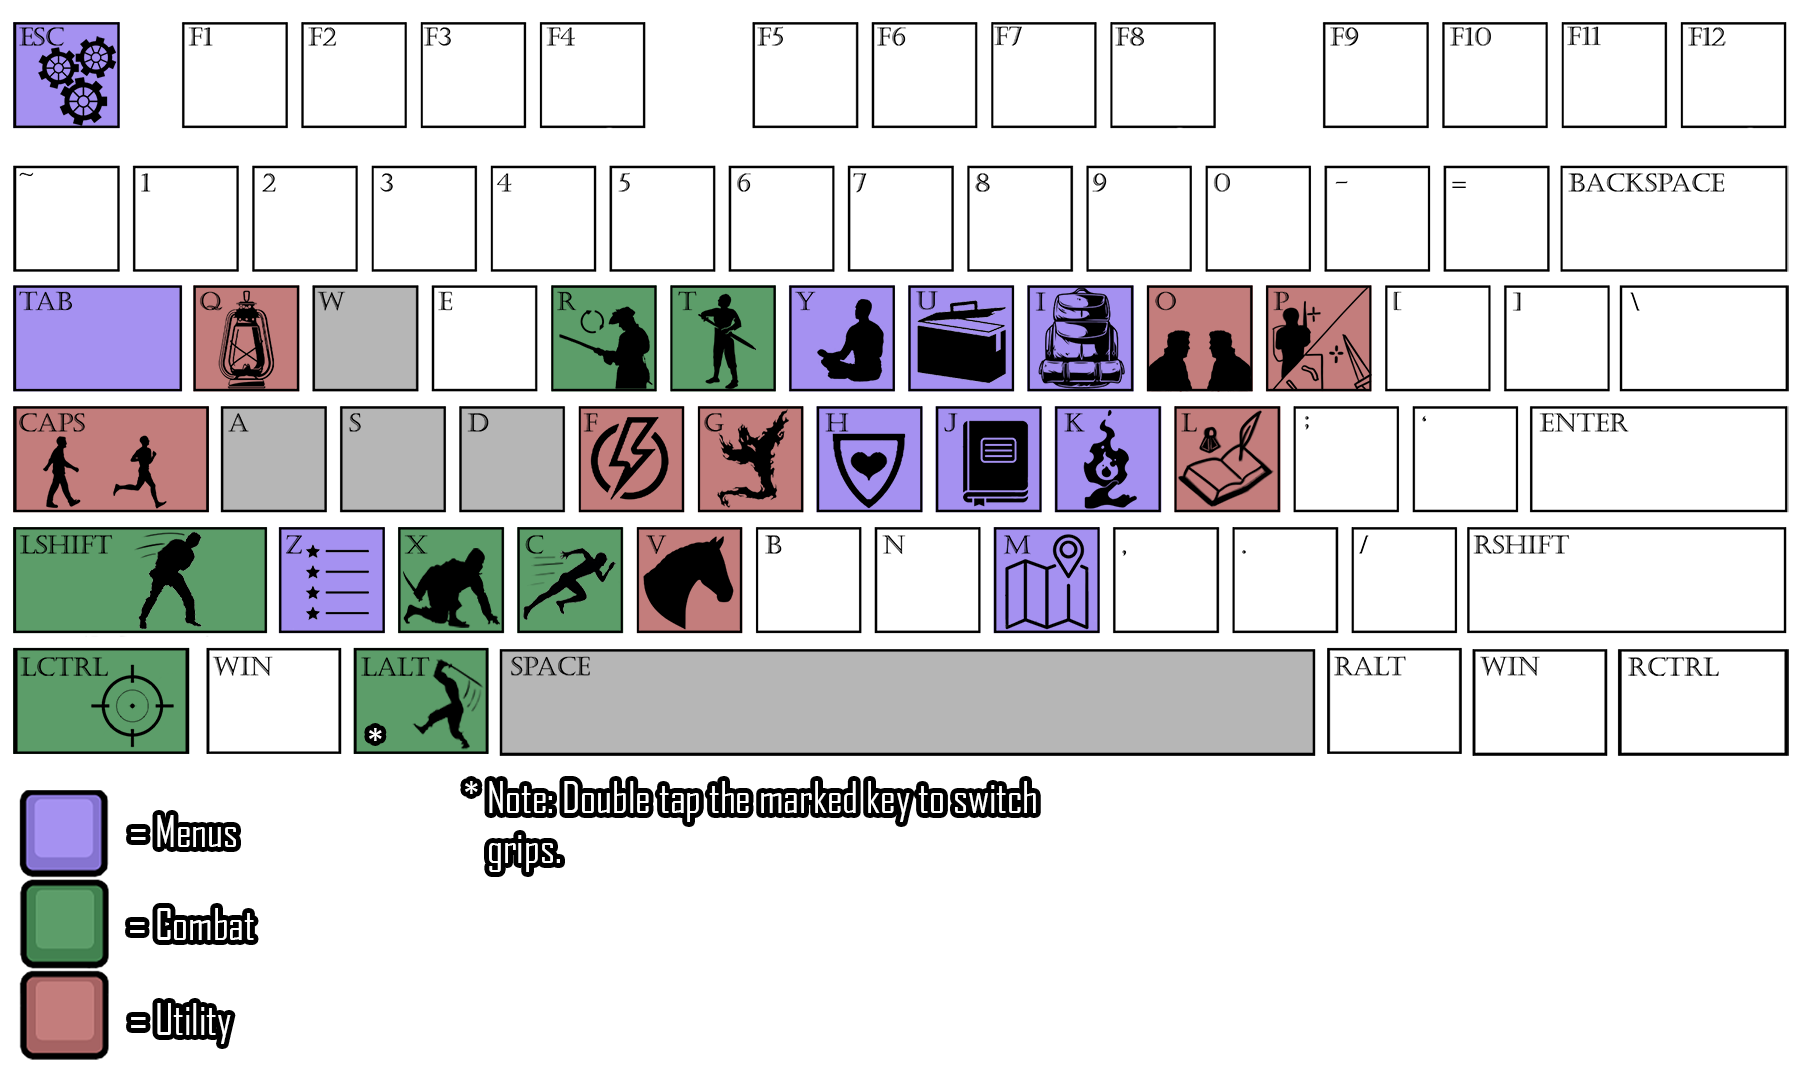 ESC F1 F2 F3 F4 F5 F6 F7 F8 F9 F10 F11 F12
~ 1 2 3 4 5 6 7 8 9 0 ~ = BACKSPACE
TAB Q W E R T Y U I O P [ ] \
CAPS A S D F G H J K L ; ‘ ENTER
LSHIFT Z X C V B N M , . / RSHIFT
LCTRL WIN LALT SPACE RALT WIN RCTRL
*
* Note: Double tap the marked key to switch
grips.
= Menus
= Combat
= Utility